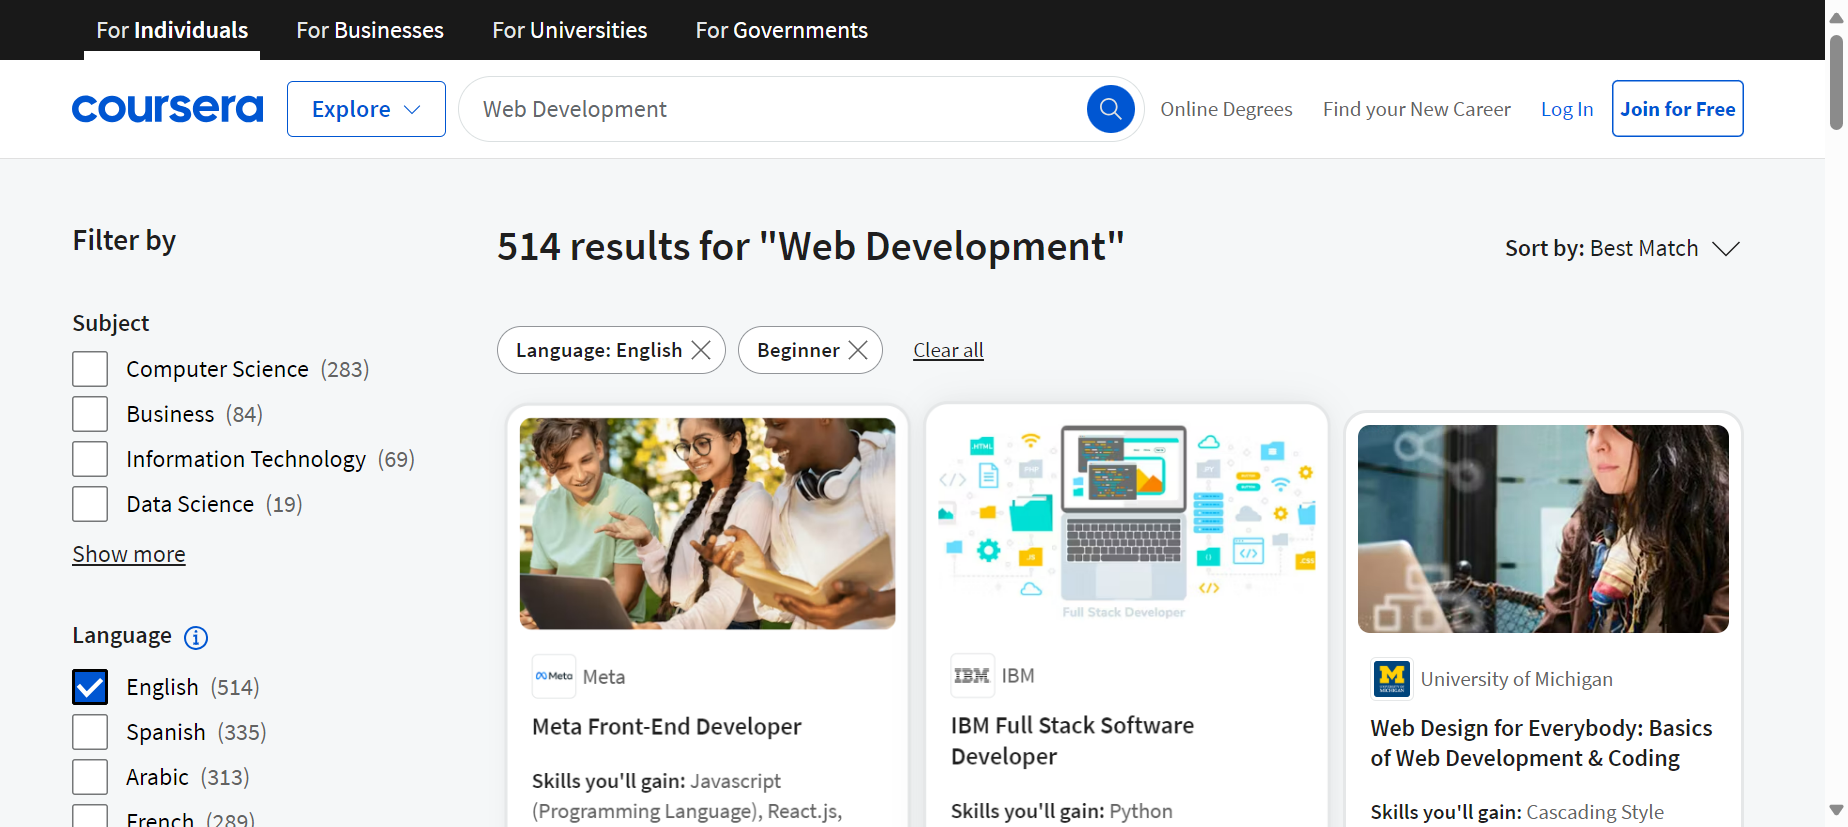 For Individuals
For Businesses
For Universities
For Governments
coursera
Explore
Web Development
Online Degrees
Find your New Career
Log In
Join for Free
Filter by
514 results for "Web Development"
Sort by: Best Match
Language: English
Beginner
Clear all
Subject
Computer Science (283)
Business (84)
Information Technology (69)
Data Science (19)
Show more
Language
English (514)
Spanish (335)
Arabic (313)
French (289)
Meta
Meta
Meta Front-End Developer
Skills you'll gain: Javascript
(Programming Language), React.js,
HTML
PHP
PY
JS
CSS
Full Stack Developer
IBM
IBM
IBM Full Stack Software
Developer
Skills you'll gain: Python
M
University of Michigan
Web Design for Everybody: Basics
of Web Development & Coding
Skills you'll gain: Cascading Style